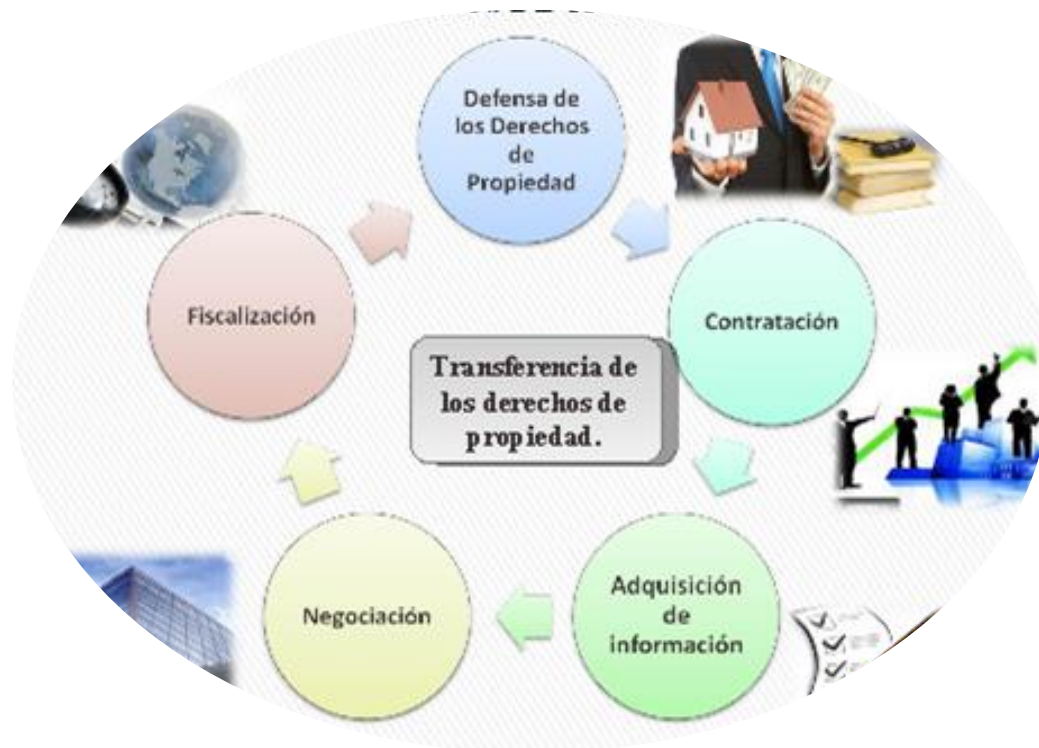 Defensa de
los Derechos
de
Propiedad
Contratación
Adquisición
de
información
Negociación
Fiscalización
Transferencia de
los derechos de
propiedad.